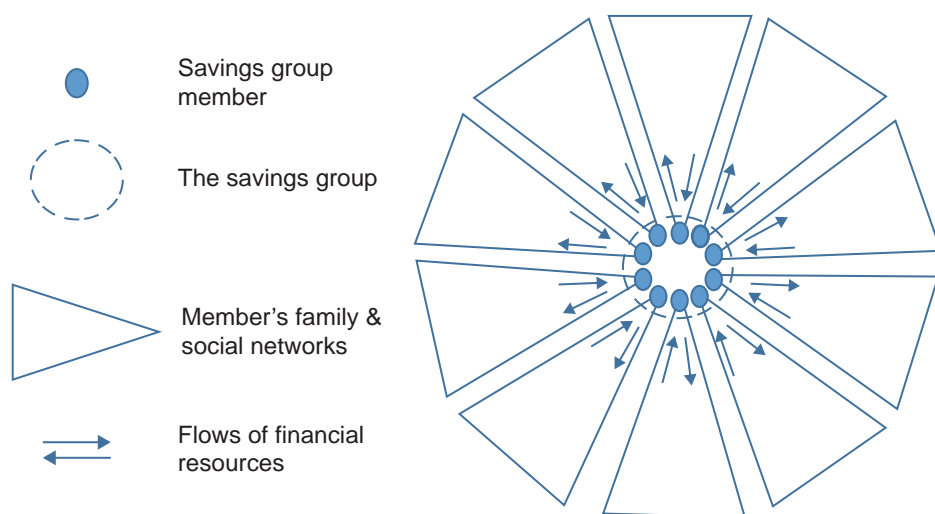 Savings group
member
The savings group
Member’s family &
social networks
Flows of financial
resources